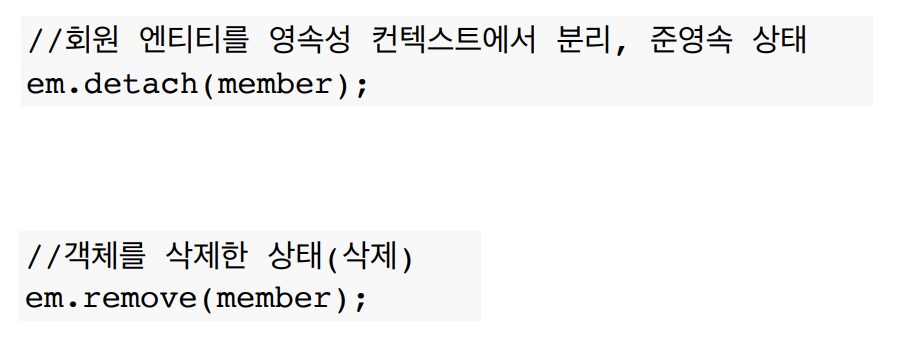 //회원 엔티티를 영속성 컨텍스트에서 분리, 준영속 상태
em.detach(member);
//객체를 삭제한 상태(삭제)
em.remove(member);